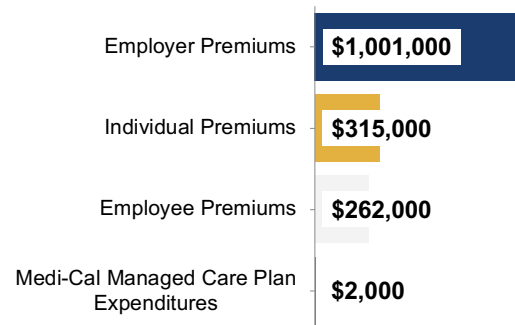 Employer Premiums $1,001,000
Individual Premiums $315,000
Employee Premiums $262,000
Medi-Cal Managed Care Plan
Expenditures
$2,000